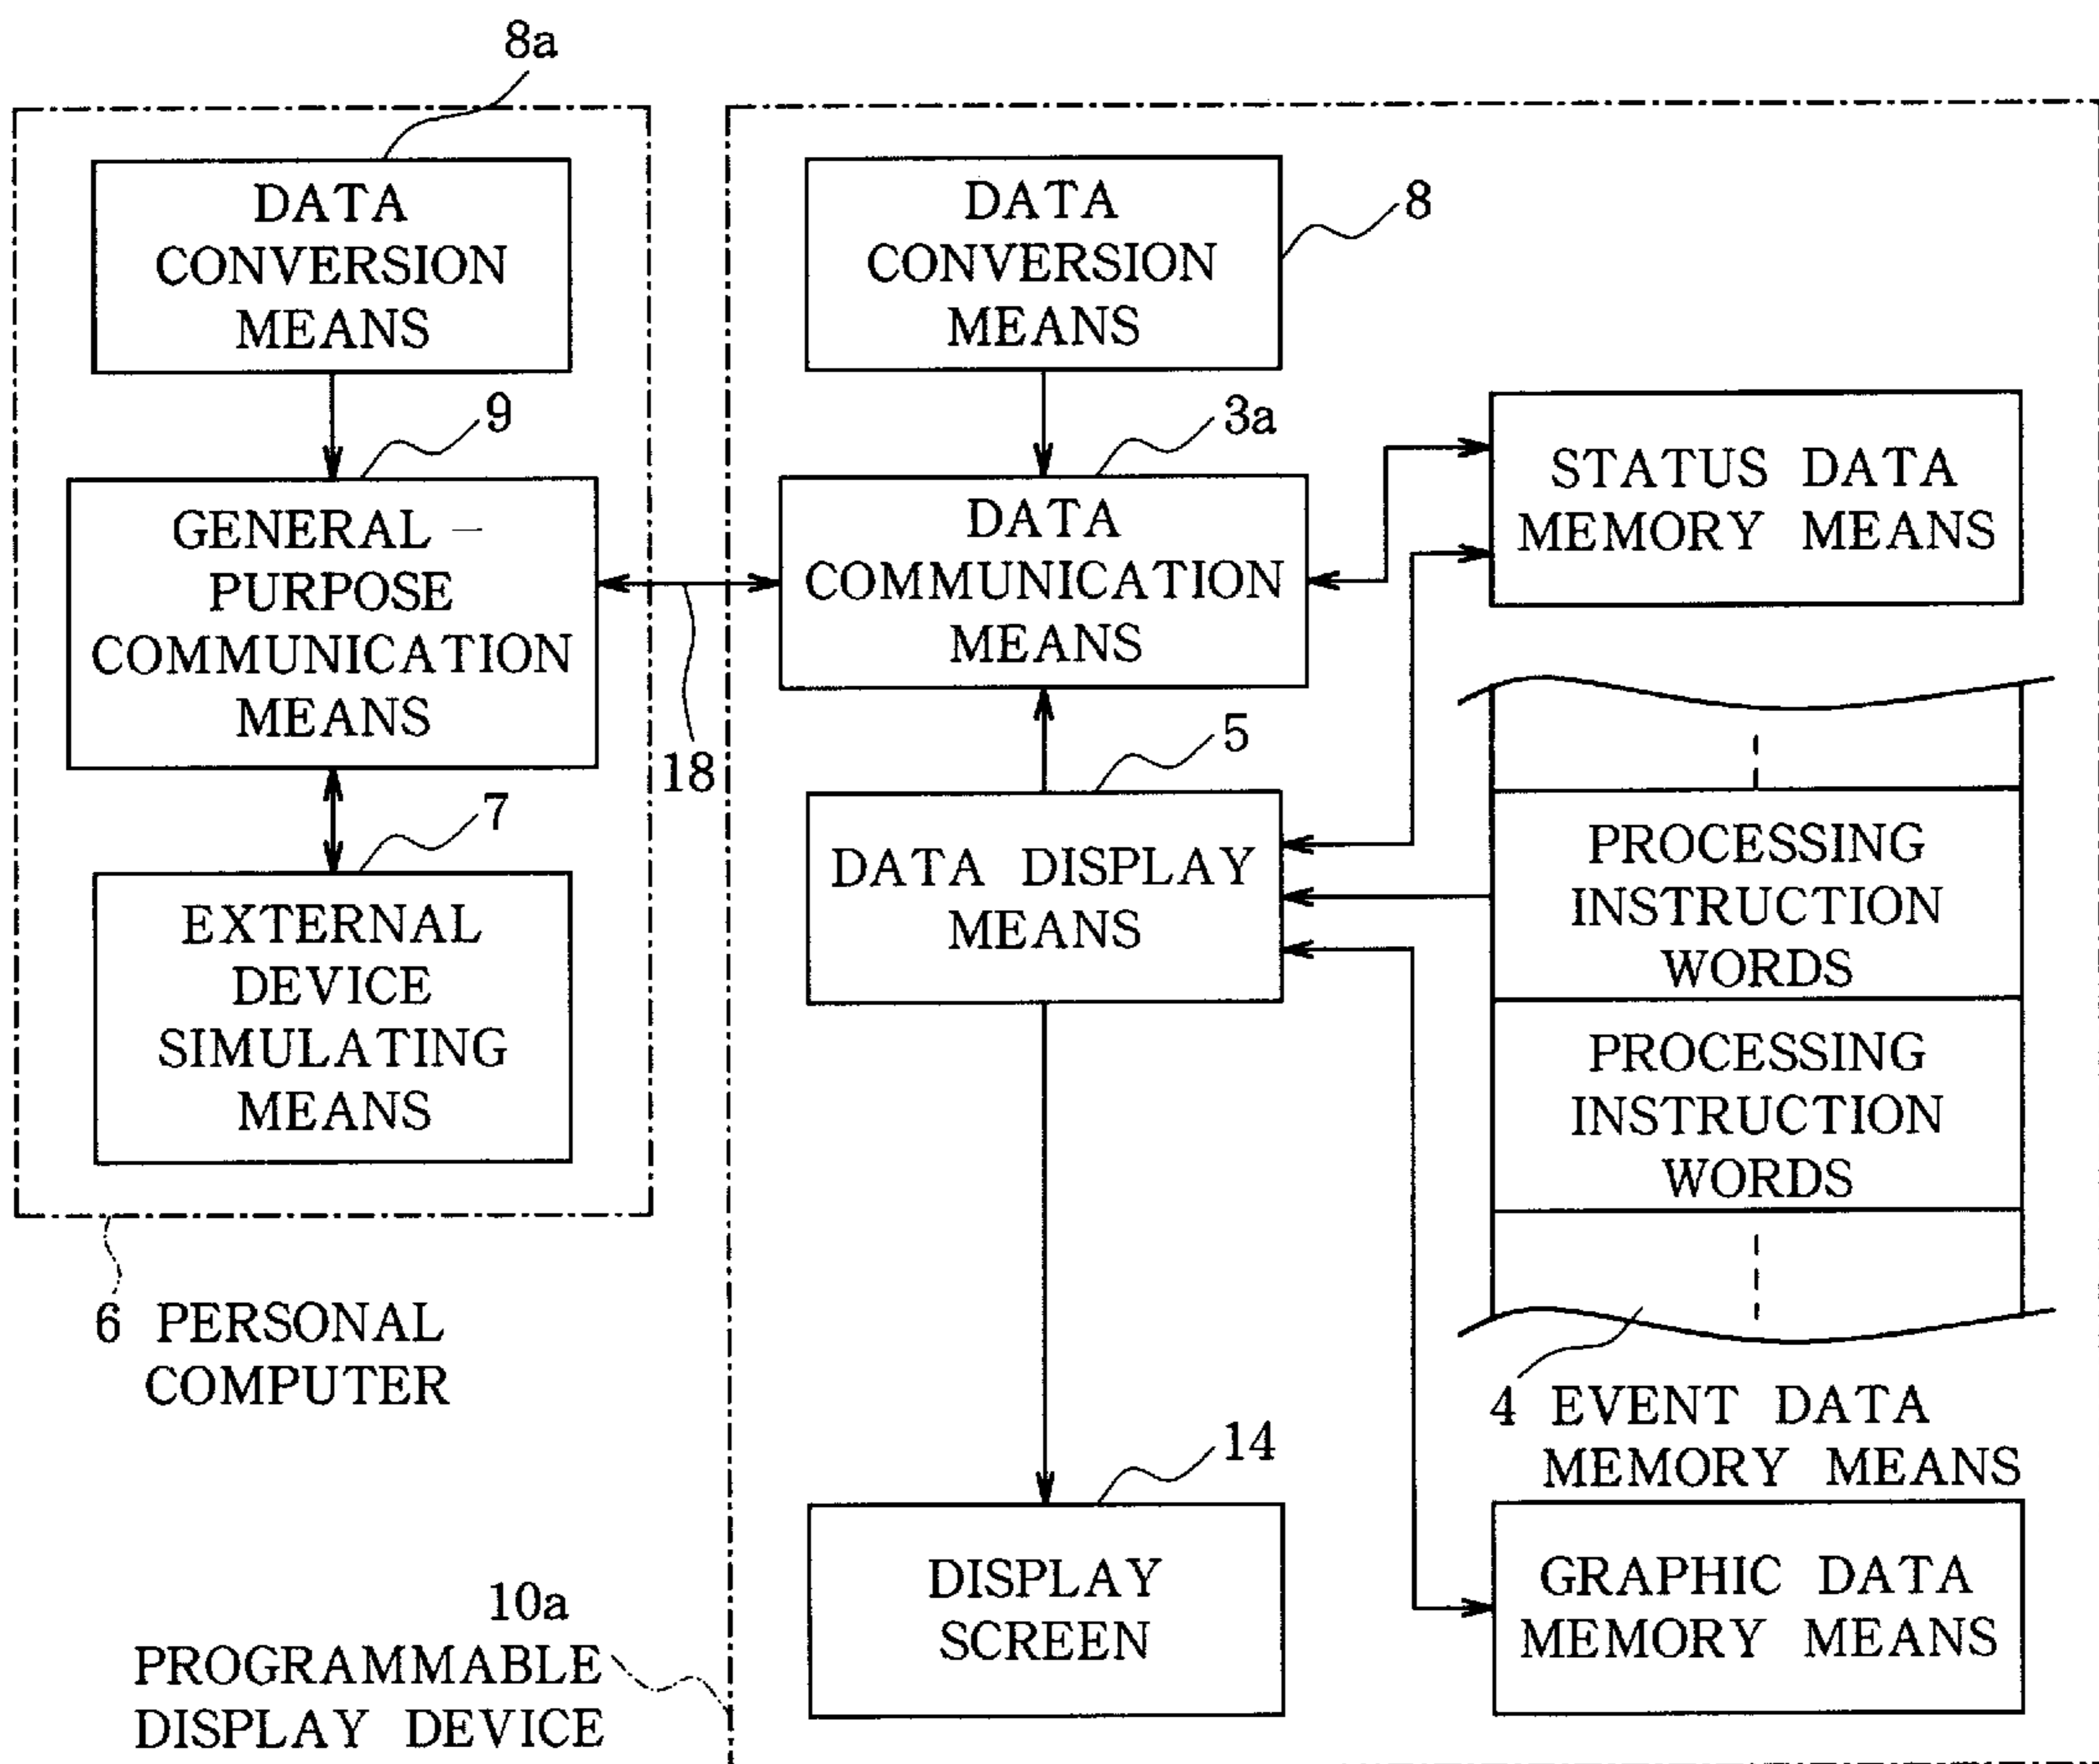 8a
DATA
CONVERSION
MEANS
9
GENERAL-
PURPOSE
COMMUNICATION
MEANS
18
7
EXTERNAL
DEVICE
SIMULATING
MEANS
6 PERSONAL
COMPUTER
DATA
CONVERSION
MEANS
8
3a
DATA
COMMUNICATION
MEANS
5
DATA DISPLAY
MEANS
14
DISPLAY
SCREEN
STATUS DATA
MEMORY MEANS
PROCESSING
INSTRUCTION
WORDS
PROCESSING
INSTRUCTION
WORDS
4 EVENT DATA
MEMORY MEANS
GRAPHIC DATA
MEMORY MEANS
10a
PROGRAMMABLE
DISPLAY DEVICE